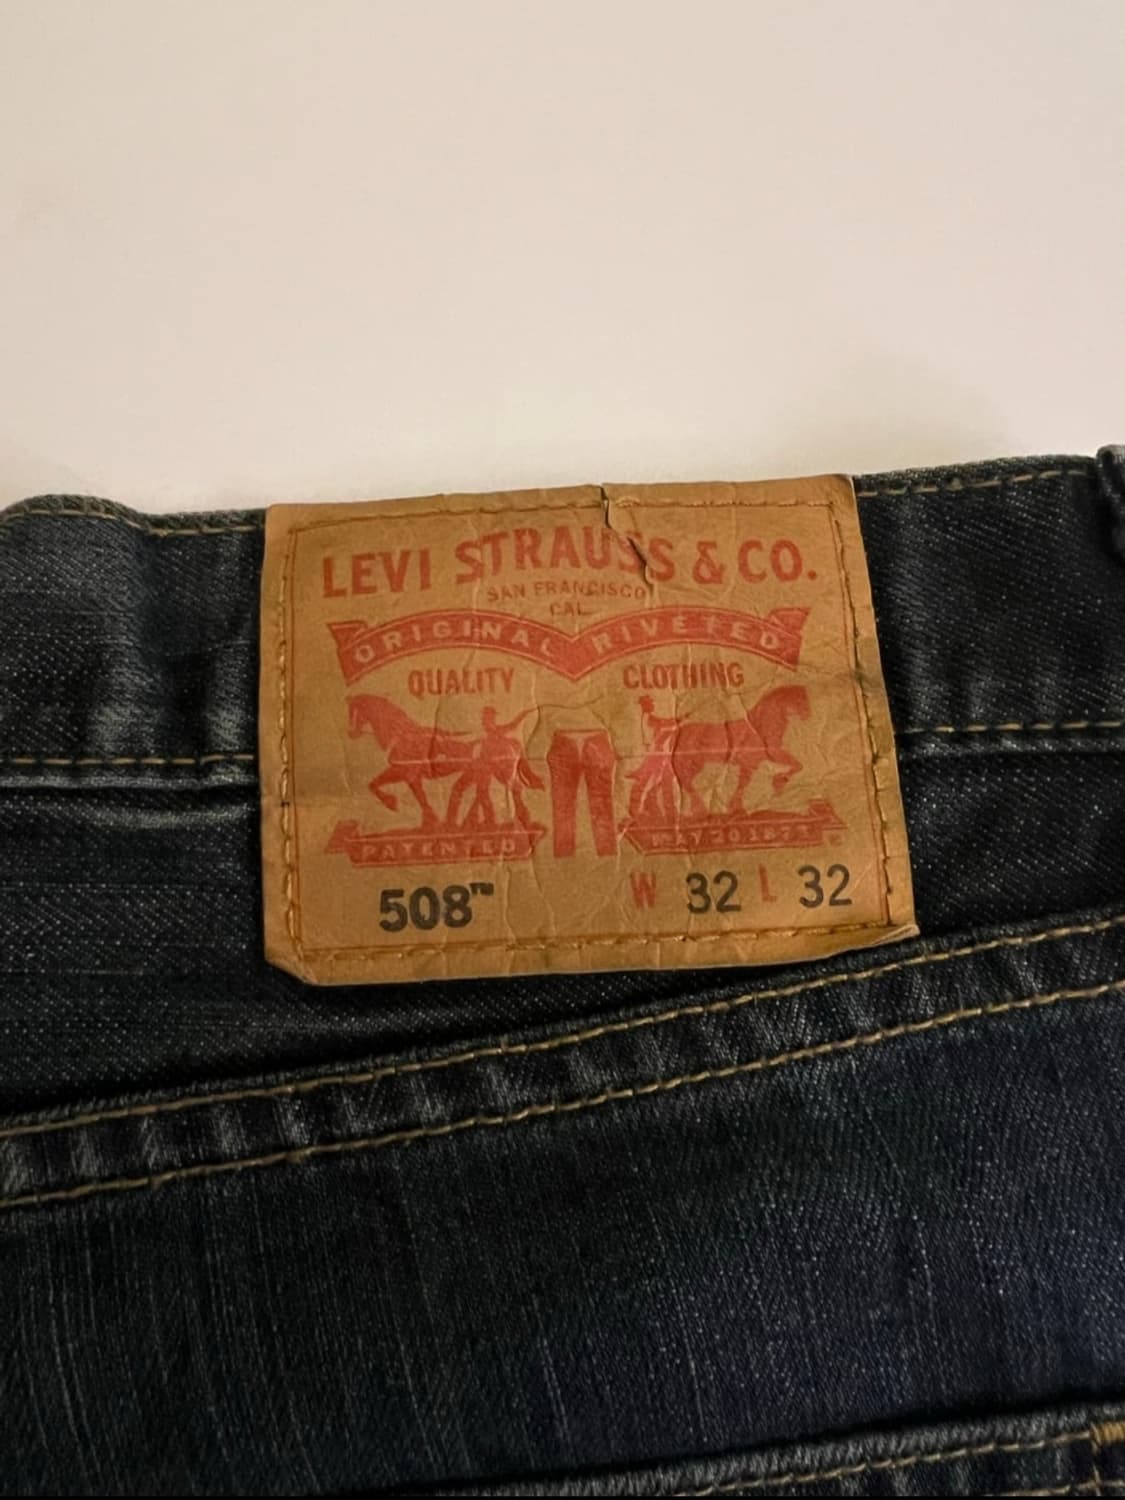 LEVI STRAUSS & CO.
SAN FRANCISCO
CAL
ORIGINAL RIVETED
QUALITY CLOTHING
PATENTED
508™ W 32 L 32